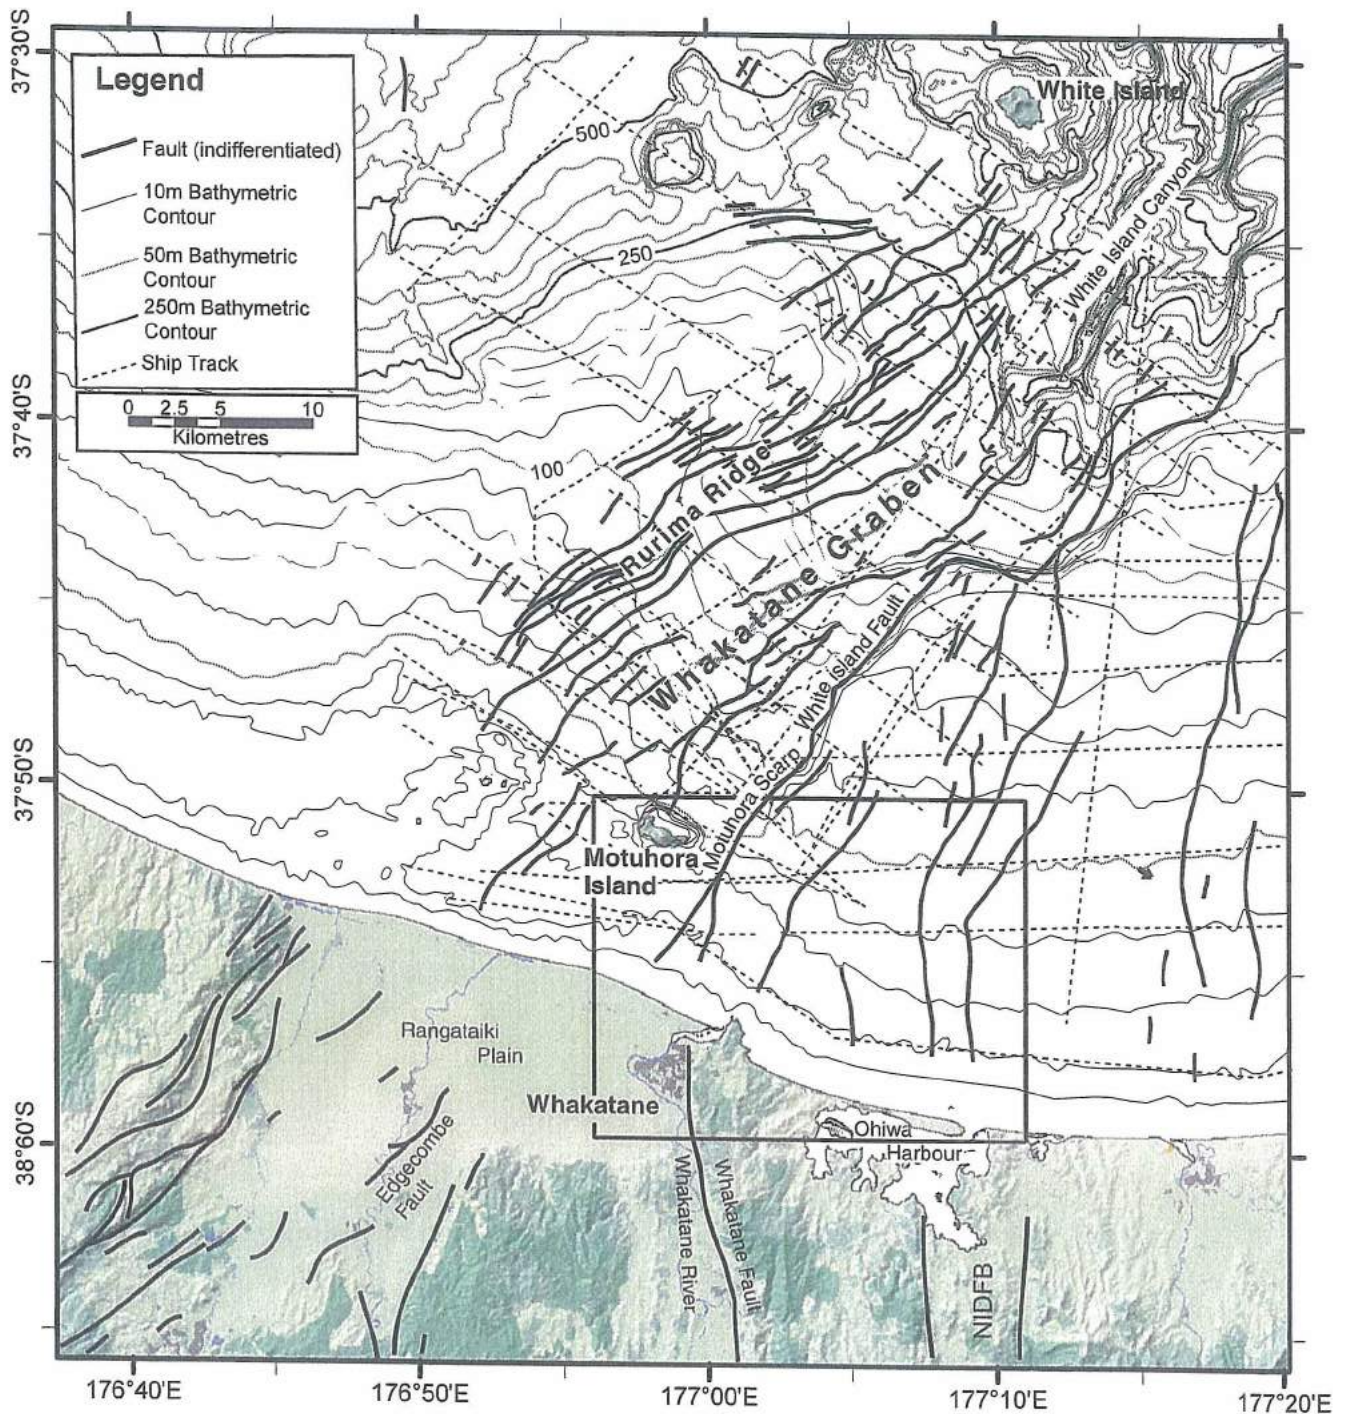 37°30'S
37°40'S
37°50'S
38°60'S
Legend
Fault (indifferentiated)
10m Bathymetric
Contour
50m Bathymetric
Contour
250m Bathymetric
Contour
Ship Track
0 2.5 5 10
Kilometres
500
250
100
White Island
White Island Canyon
Rurima Ridge
Whakatane Graben
White Island Fault
Motuhora Scarp
Motuhora
Island
Rangataiki
Plain
Whakatane
Edgecombe
Fault
Whakatane River
Whakatane Fault
Ohiwa
Harbour
NIDFB
176°40'E
176°50'E
177°00'E
177°10'E
177°20'E